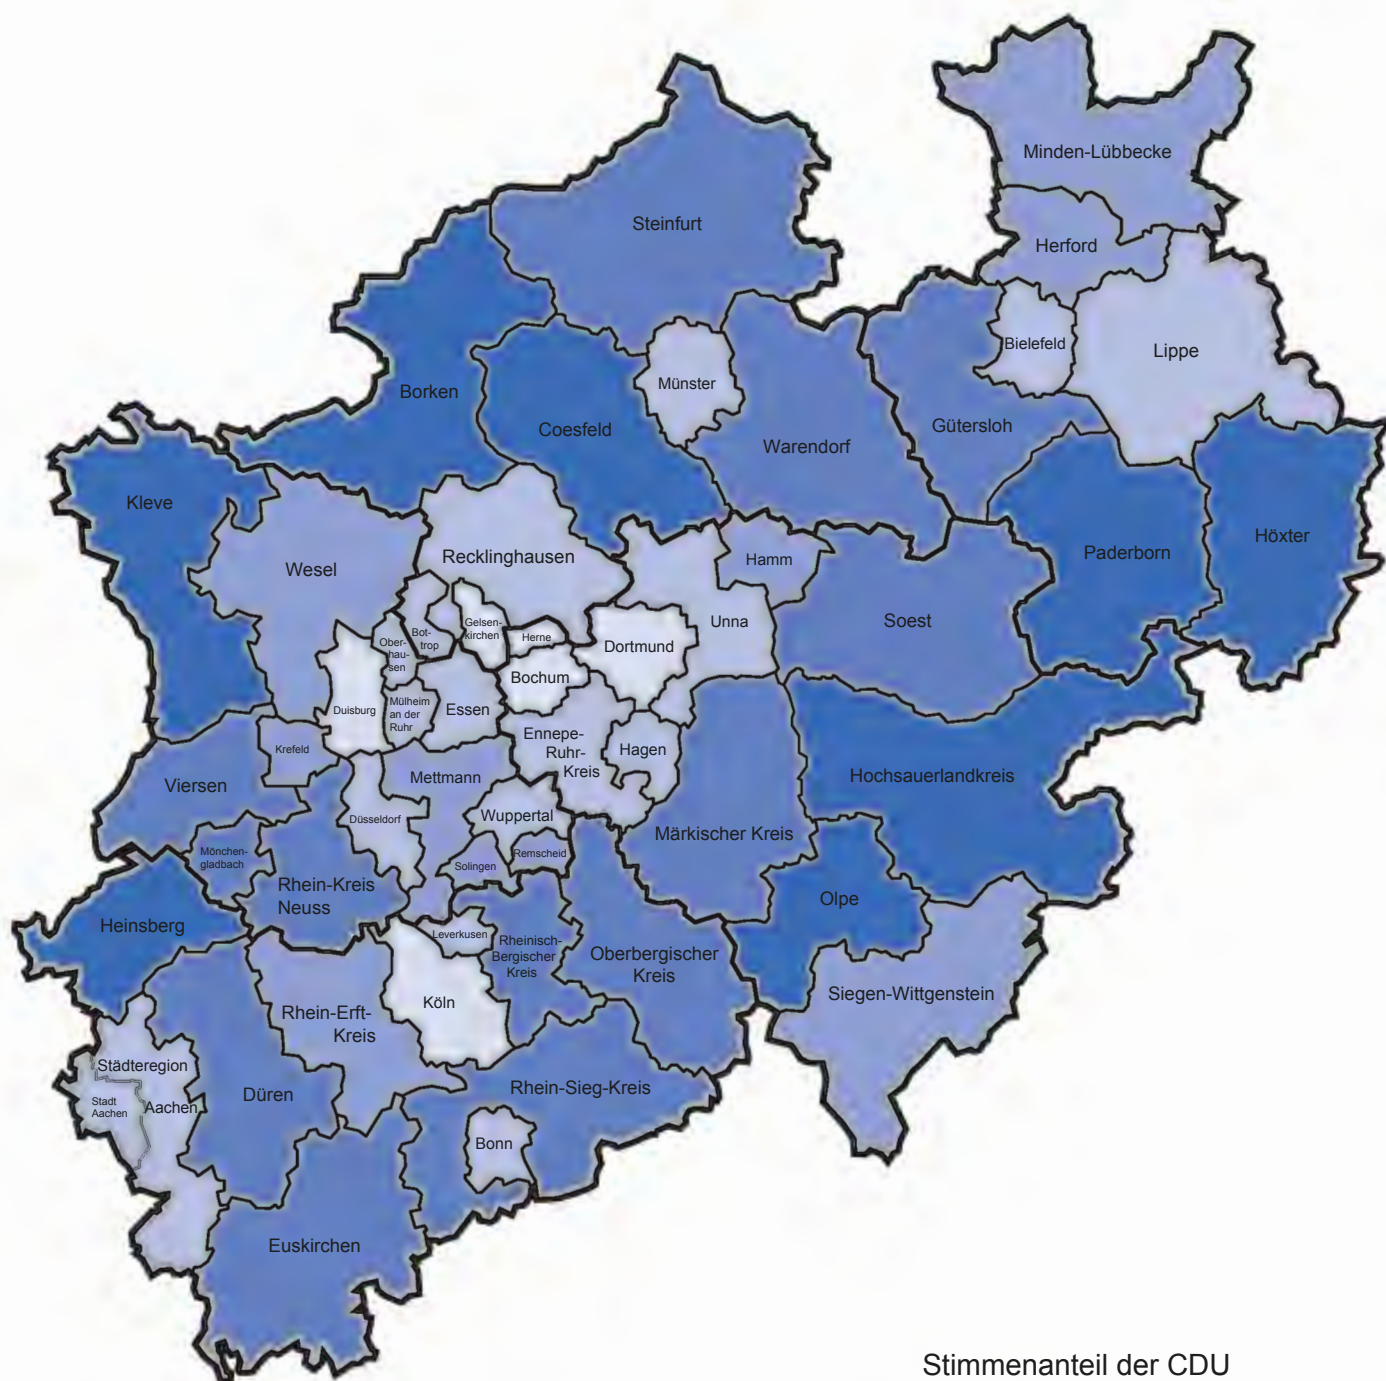 Minden-Lübbecke
Steinfurt
Herford
Bielefeld
Lippe
Münster
Borken
Coesfeld
Gütersloh
Warendorf
Kleve
Höxter
Paderborn
Recklinghausen
Hamm
Wesel
Unna
Soest
Gelsen-
kirchen
Herne
Bot-
trop
Ober-
hau-
sen
Dortmund
Bochum
Duisburg
Mülheim
an der
Ruhr
Essen
Ennepe-
Ruhr-
Kreis
Hagen
Krefeld
Mettmann
Viersen
Hochsauerlandkreis
Düsseldorf
Wuppertal
Märkischer Kreis
Mönchen-
gladbach
Remscheid
Solingen
Rhein-Kreis
Neuss
Olpe
Heinsberg
Leverkusen
Rheinisch-
Bergischer
Kreis
Oberbergischer
Kreis
Siegen-Wittgenstein
Köln
Rhein-Erft-
Kreis
Städteregion
Aachen
Stadt
Aachen
Düren
Rhein-Sieg-Kreis
Bonn
Euskirchen
Stimmenanteil der CDU